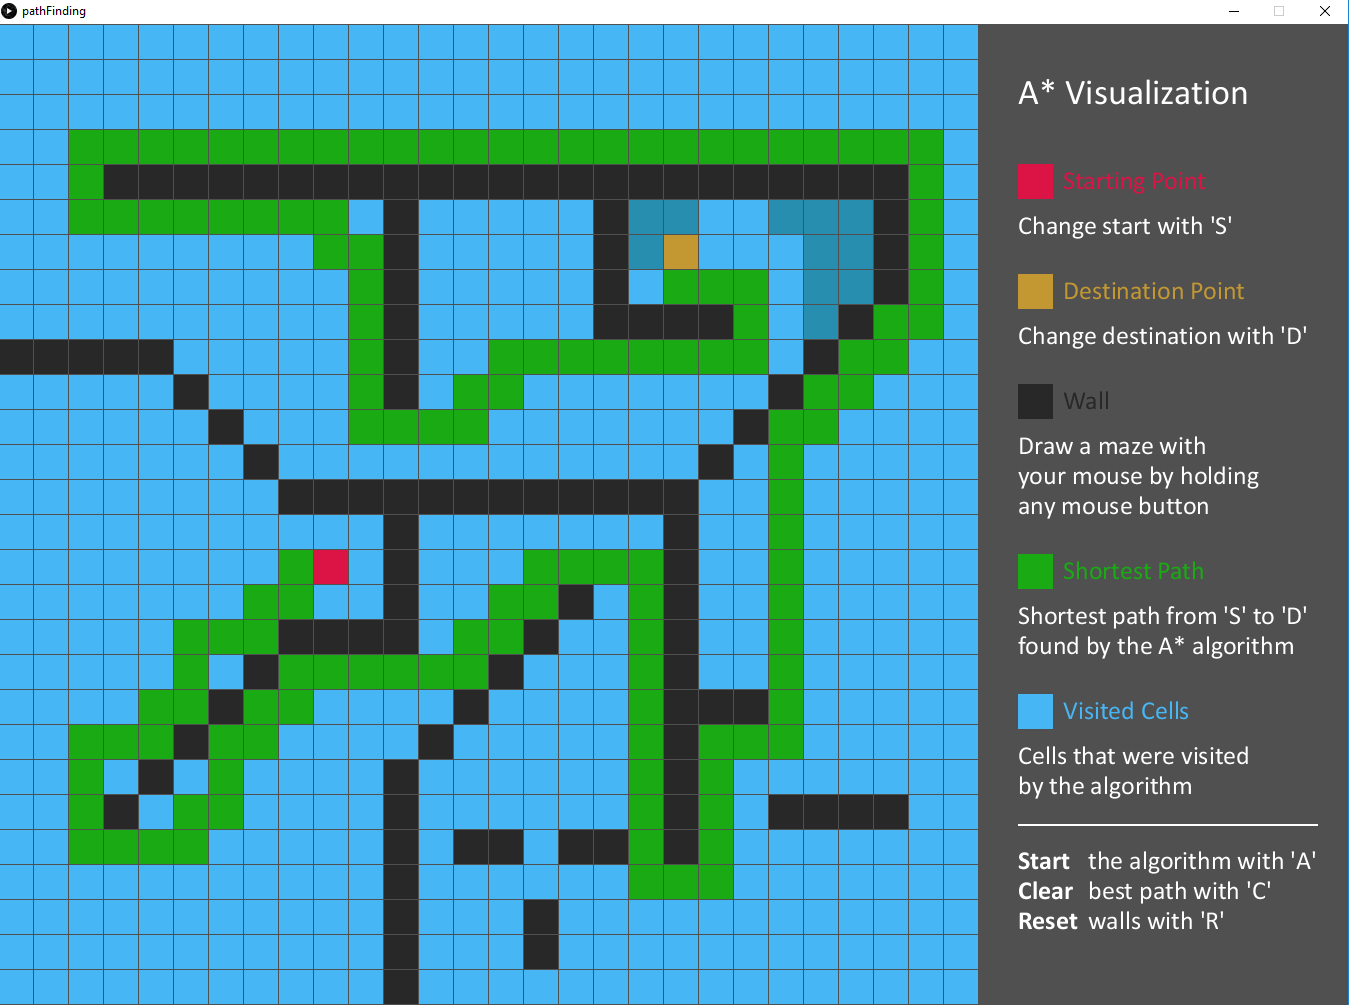 pathFinding
A* Visualization
Starting Point
Change start with 'S'
Destination Point
Change destination with 'D'
Wall
Draw a maze with
your mouse by holding
any mouse button
Shortest Path
Shortest path from 'S' to 'D'
found by the A* algorithm
Visited Cells
Cells that were visited
by the algorithm
Start the algorithm with 'A'
Clear best path with 'C'
Reset walls with 'R'